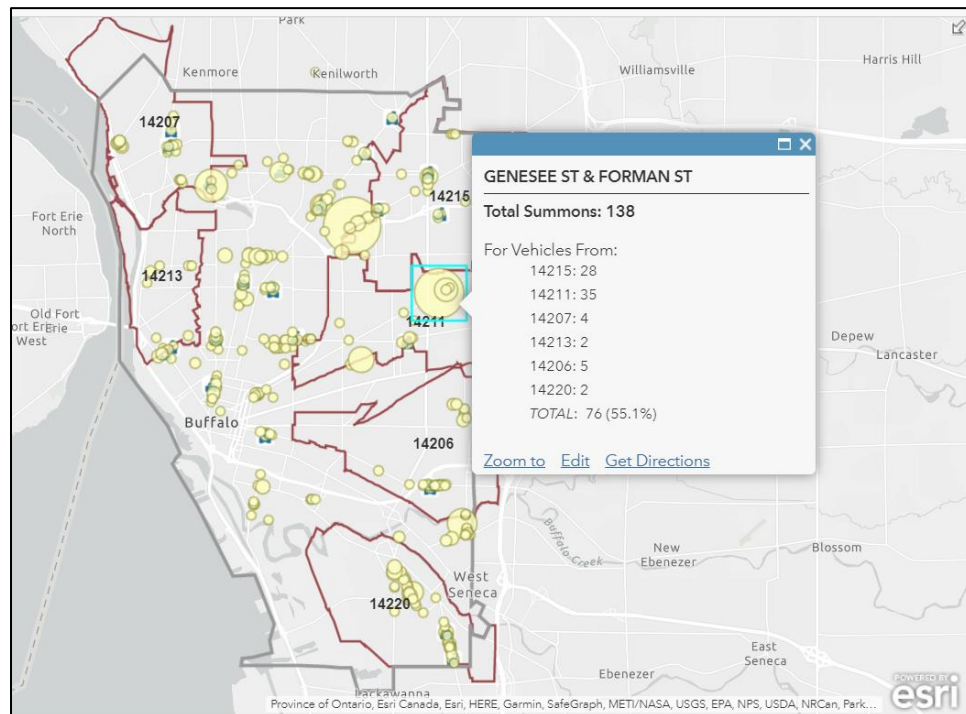 Park
Harris Hill
Williamsville
Kenmore
Kenilworth
14207
14215
Fort Erie
North
14213
Old Fort
Erie
ort Erie
West
14211
Depew
Lancaster
Buffalo
14206
Buffalo Creek
New
Ebenezer
Blossom
West
Seneca
14220
East
Seneca
Ebenezer
Lackawanna
GENESEE ST & FORMAN ST
Total Summons: 138
For Vehicles From:
14215: 28
14211: 35
14207: 4
14213: 2
14206: 5
14220: 2
TOTAL: 76 (55.1%)
Zoom to Edit Get Directions
POWERED BY
esri
Province of Ontario, Esri Canada, Esri, HERE, Garmin, SafeGraph, METI/NASA, USGS, EPA, NPS, USDA, NRCan, Park...